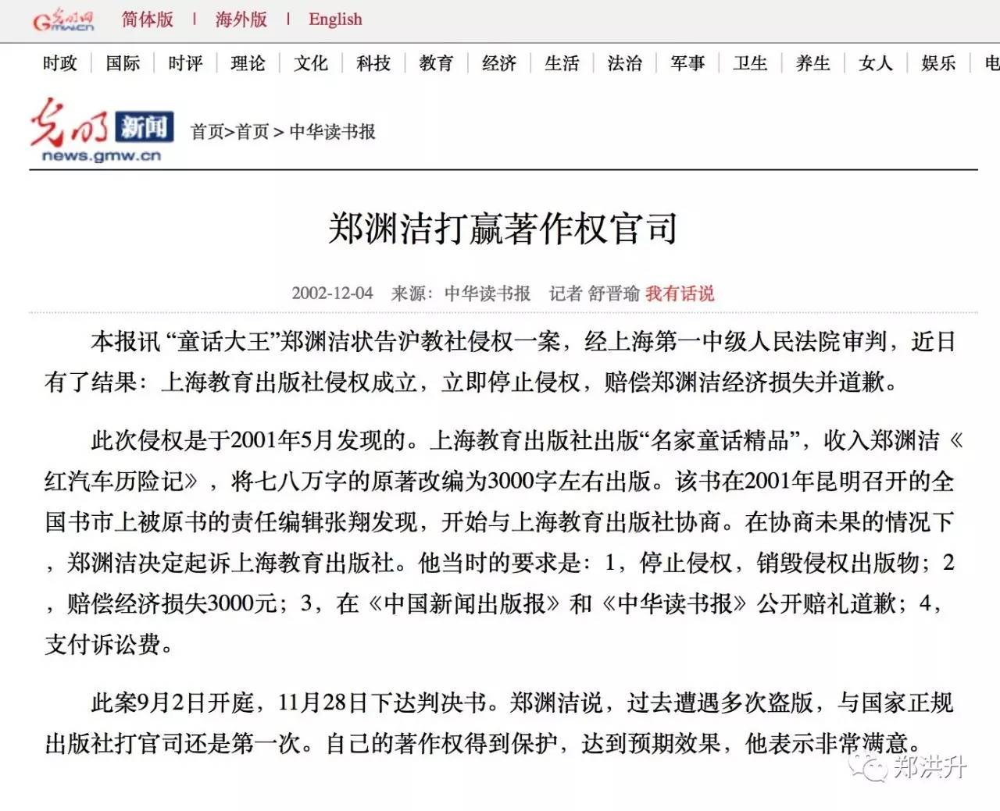 光明网 Gmw.cn 简体版 | 海外版 | English
时政 国际 时评 理论 文化 科技 教育 经济 生活 法治 军事 卫生 养生 女人 娱乐 电
光明 新闻 首页>首页 > 中华读书报
news.gmw.cn
郑渊洁打赢著作权官司
2002-12-04 来源：中华读书报 记者 舒晋瑜 我有话说
本报讯 “童话大王”郑渊洁状告沪教社侵权一案，经上海第一中级人民法院审判，近日
有了结果：上海教育出版社侵权成立，立即停止侵权，赔偿郑渊洁经济损失并道歉。
此次侵权是于2001年5月发现的。上海教育出版社出版“名家童话精品”，收入郑渊洁《
红汽车历险记》，将七八万字的原著改编为3000字左右出版。该书在2001年昆明召开的全
国书市上被原书的责任编辑张翔发现，开始与上海教育出版社协商。在协商未果的情况下
，郑渊洁决定起诉上海教育出版社。他当时的要求是：1，停止侵权，销毁侵权出版物；2
，赔偿经济损失3000元；3，在《中国新闻出版报》和《中华读书报》公开赔礼道歉；4，
支付诉讼费。
此案9月2日开庭，11月28日下达判决书。郑渊洁说，过去遭遇多次盗版，与国家正规
出版社打官司还是第一次。自己的著作权得到保护，达到预期效果，他表示非常满意。
郑洪升